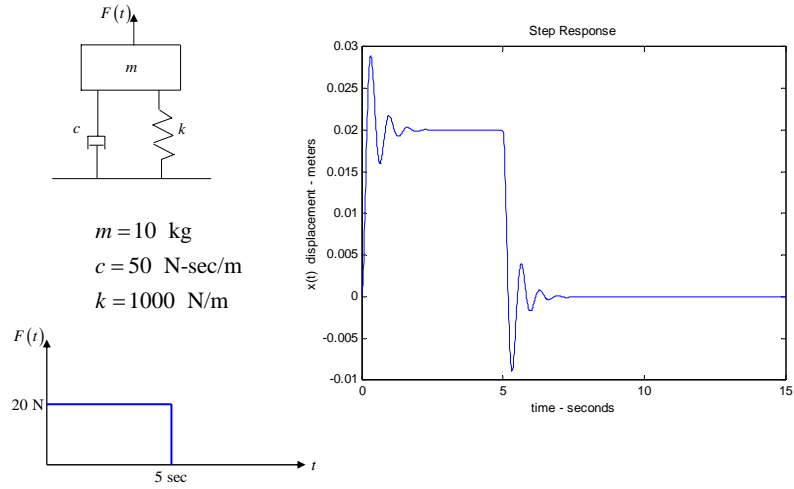 F(t)
m
c
k
m = 10 kg
c = 50 N-sec/m
k = 1000 N/m
F(t)
20 N
5 sec
t
Step Response
x(t) displacement - meters
0.03
0.025
0.02
0.015
0.01
0.005
0
-0.005
-0.01
0
5
10
15
time - seconds